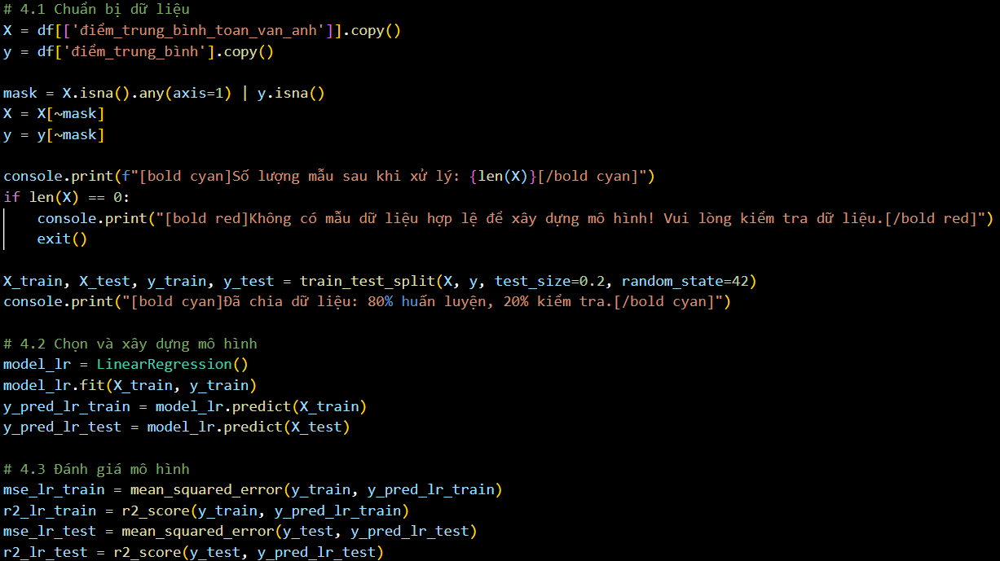 # 4.1 Chuẩn bị dữ liệu
X = df[['điểm_trung_bình_toan_van_anh']].copy()
y = df['điểm_trung_bình'].copy()
mask = X.isna().any(axis=1) | y.isna()
X = X[~mask]
y = y[~mask]
console.print(f"[bold cyan]Số lượng mẫu sau khi xử lý: {len(X)}[/bold cyan]")
if len(X) == 0:
    console.print("[bold red]Không có mẫu dữ liệu hợp lệ để xây dựng mô hình! Vui lòng kiểm tra dữ liệu.[/bold red]")
    exit()
X_train, X_test, y_train, y_test = train_test_split(X, y, test_size=0.2, random_state=42)
console.print("[bold cyan]Đã chia dữ liệu: 80% huấn luyện, 20% kiểm tra.[/bold cyan]")
# 4.2 Chọn và xây dựng mô hình
model_lr = LinearRegression()
model_lr.fit(X_train, y_train)
y_pred_lr_train = model_lr.predict(X_train)
y_pred_lr_test = model_lr.predict(X_test)
# 4.3 Đánh giá mô hình
mse_lr_train = mean_squared_error(y_train, y_pred_lr_train)
r2_lr_train = r2_score(y_train, y_pred_lr_train)
mse_lr_test = mean_squared_error(y_test, y_pred_lr_test)
r2_lr_test = r2_score(y_test, y_pred_lr_test)